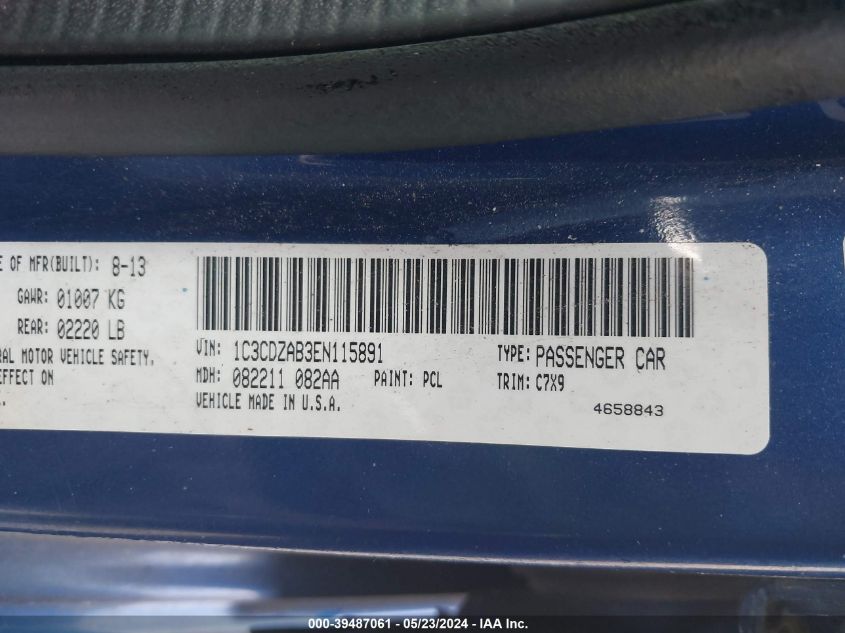 E OF MFR(BUILT): 8-13
GAWR: 01007 KG
REAR: 02220 LB
RAL MOTOR VEHICLE SAFETY,
EFFECT ON
VIN: 1C3CDZAB3EN115891 TYPE: PASSENGER CAR
MDH: 082211 082AA PAINT: PCL TRIM: C7X9
VEHICLE MADE IN U.S.A.
4658843
000-39487061 - 05/23/2024 - IAA Inc.